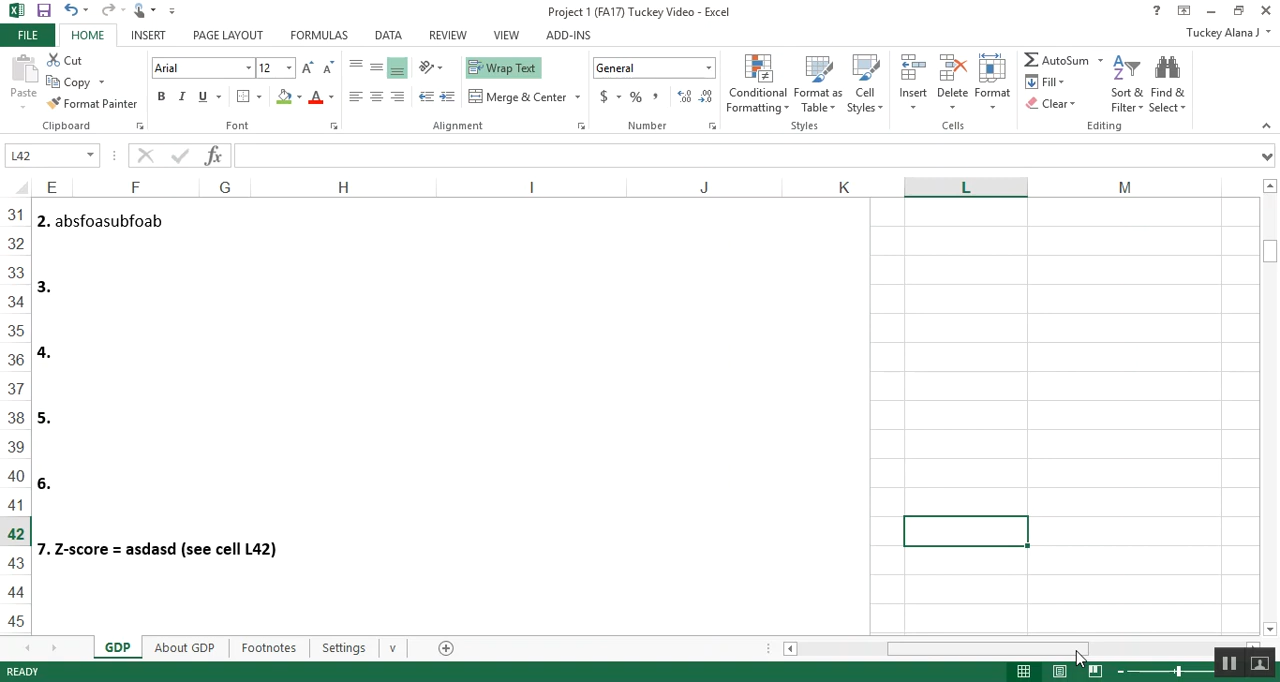 Project 1 (FA17) Tuckey Video - Excel
FILE HOME INSERT PAGE LAYOUT FORMULAS DATA REVIEW VIEW ADD-INS Tuckey Alana J
Paste Cut Copy Format Painter
Arial 12 Wrap Text General
B I U Merge & Center $ % ,
Conditional Formatting Format as Table Cell Styles Insert Delete Format
AutoSum Fill Clear Sort & Filter Find & Select
Clipboard Font Alignment Number Styles Cells Editing
L42 fx
E F G H I J K L M
31 2. absfoasubfoab
32
33 3.
34
35
36 4.
37
38 5.
39
40 6.
41
42
43 7. Z-score = asdasd (see cell L42)
44
45
GDP About GDP Footnotes Settings v
READY